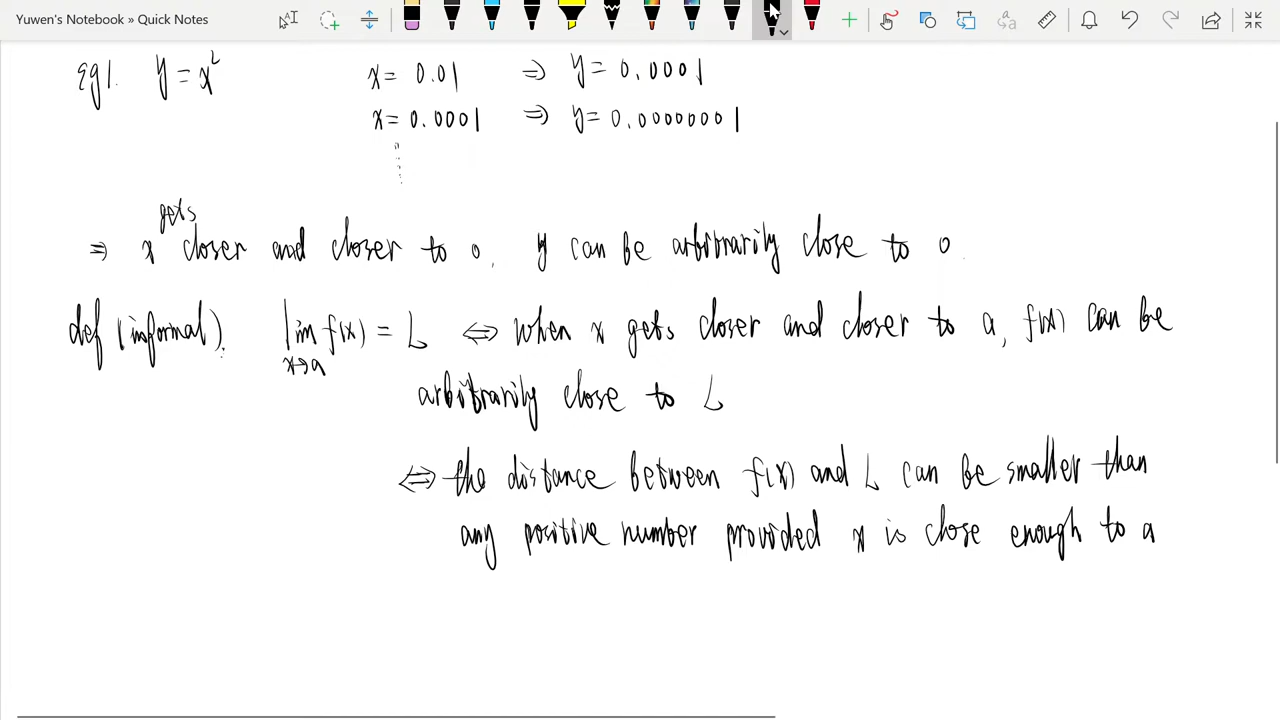 Yuwen's Notebook » Quick Notes
eg1. y = x² x = 0.01 ⇒ y = 0.0001
x = 0.0001 ⇒ y = 0.00000001
gets
⇒ x closer and closer to 0, y can be arbitrarily close to 0.
def (informal). lim f(x) = L ⇔ when x gets closer and closer to a, f(x) can be
x→a
arbitrarily close to L
⇔ the distance between f(x) and L can be smaller than
any positive number provided x is close enough to a